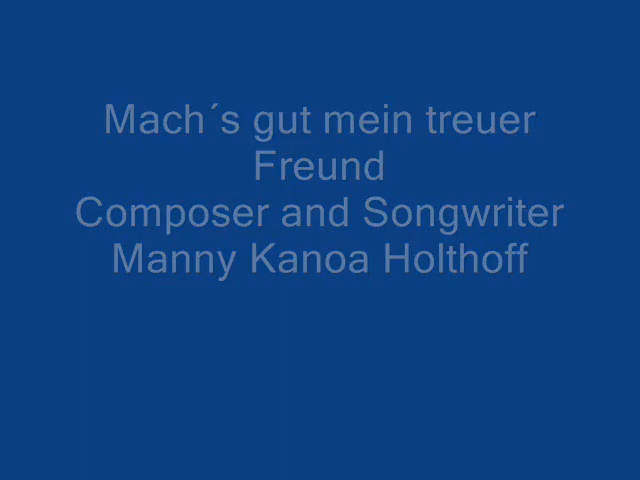 Mach´s gut mein treuer
Freund
Composer and Songwriter
Manny Kanoa Holthoff